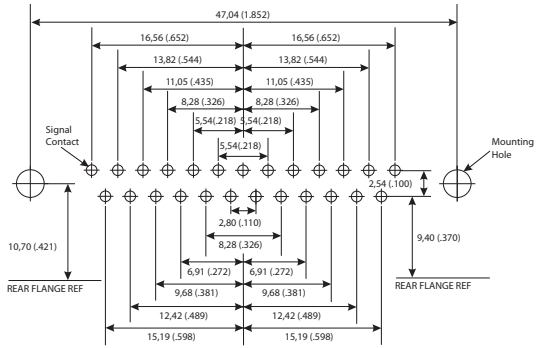 47,04 (1.852)
16,56 (.652) 16,56 (.652)
13,82 (.544) 13,82 (.544)
11,05 (.435) 11,05 (.435)
8,28 (.326) 8,28 (.326)
5,54(.218) 5,54(.218)
5,54(.218)
Signal
Contact
Mounting
Hole
2,54 (.100)
2,80 (.110)
10,70 (.421)
9,40 (.370)
8,28 (.326)
6,91 (.272) 6,91 (.272)
REAR FLANGE REF REAR FLANGE REF
9,68 (.381) 9,68 (.381)
12,42 (.489) 12,42 (.489)
15,19 (.598) 15,19 (.598)